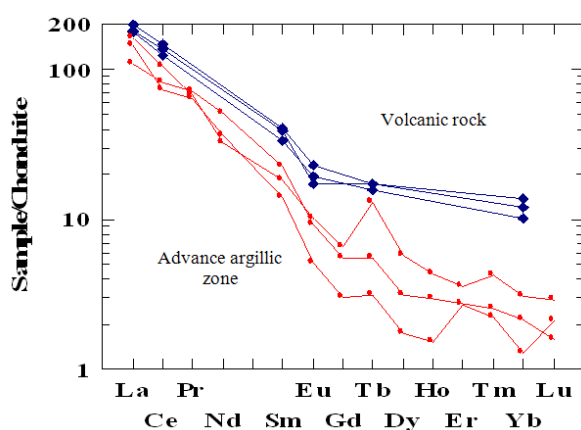 200
100
10
1
Sample/Chondrite
Volcanic rock
Advance argillic
zone
La Pr Eu Tb Ho Tm Lu
Ce Nd Sm Gd Dy Er Yb